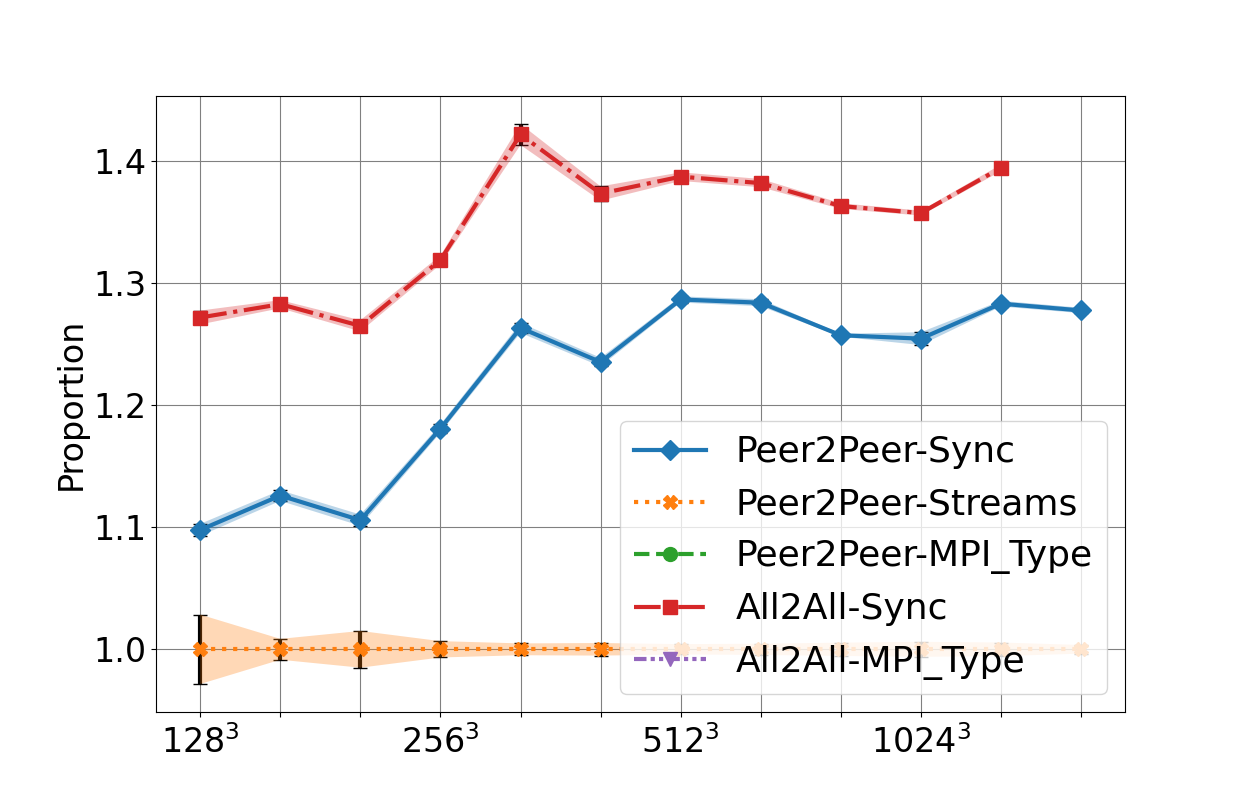 1.4
1.3
1.2
1.1
1.0
Proportion
Peer2Peer-Sync
Peer2Peer-Streams
Peer2Peer-MPI_Type
All2All-Sync
All2All-MPI_Type
128³ 256³ 512³ 1024³